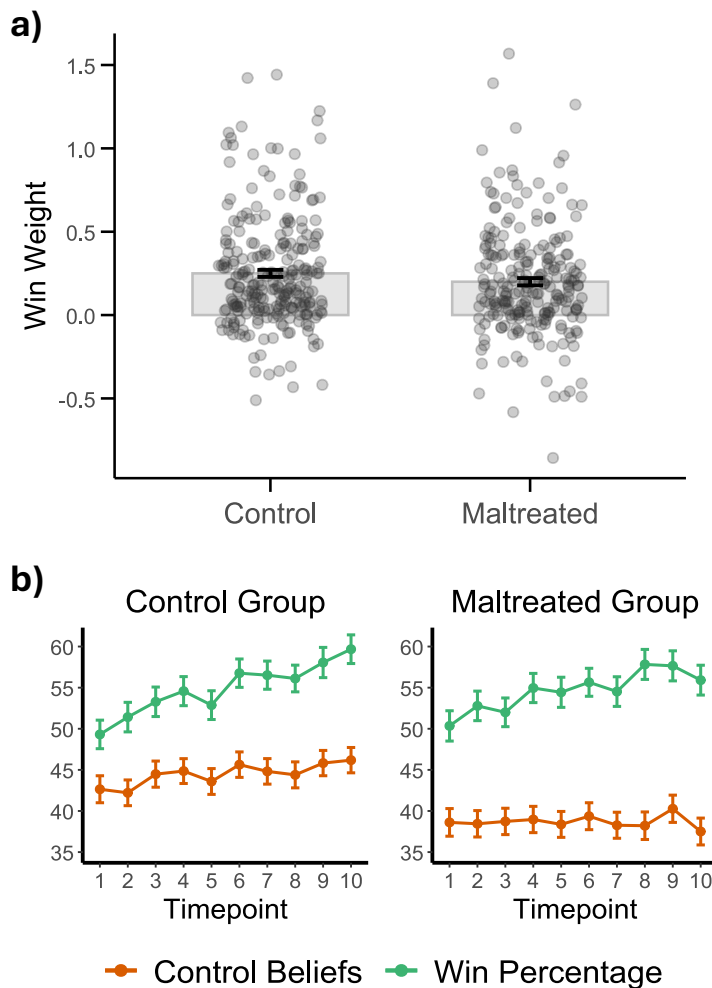 a)
Win Weight
1.5
1.0
0.5
0.0
-0.5
Control
Maltreated
b)
Control Group
60
55
50
45
40
35
1 2 3 4 5 6 7 8 9 10
Timepoint
Maltreated Group
60
55
50
45
40
35
1 2 3 4 5 6 7 8 9 10
Timepoint
Control Beliefs Win Percentage